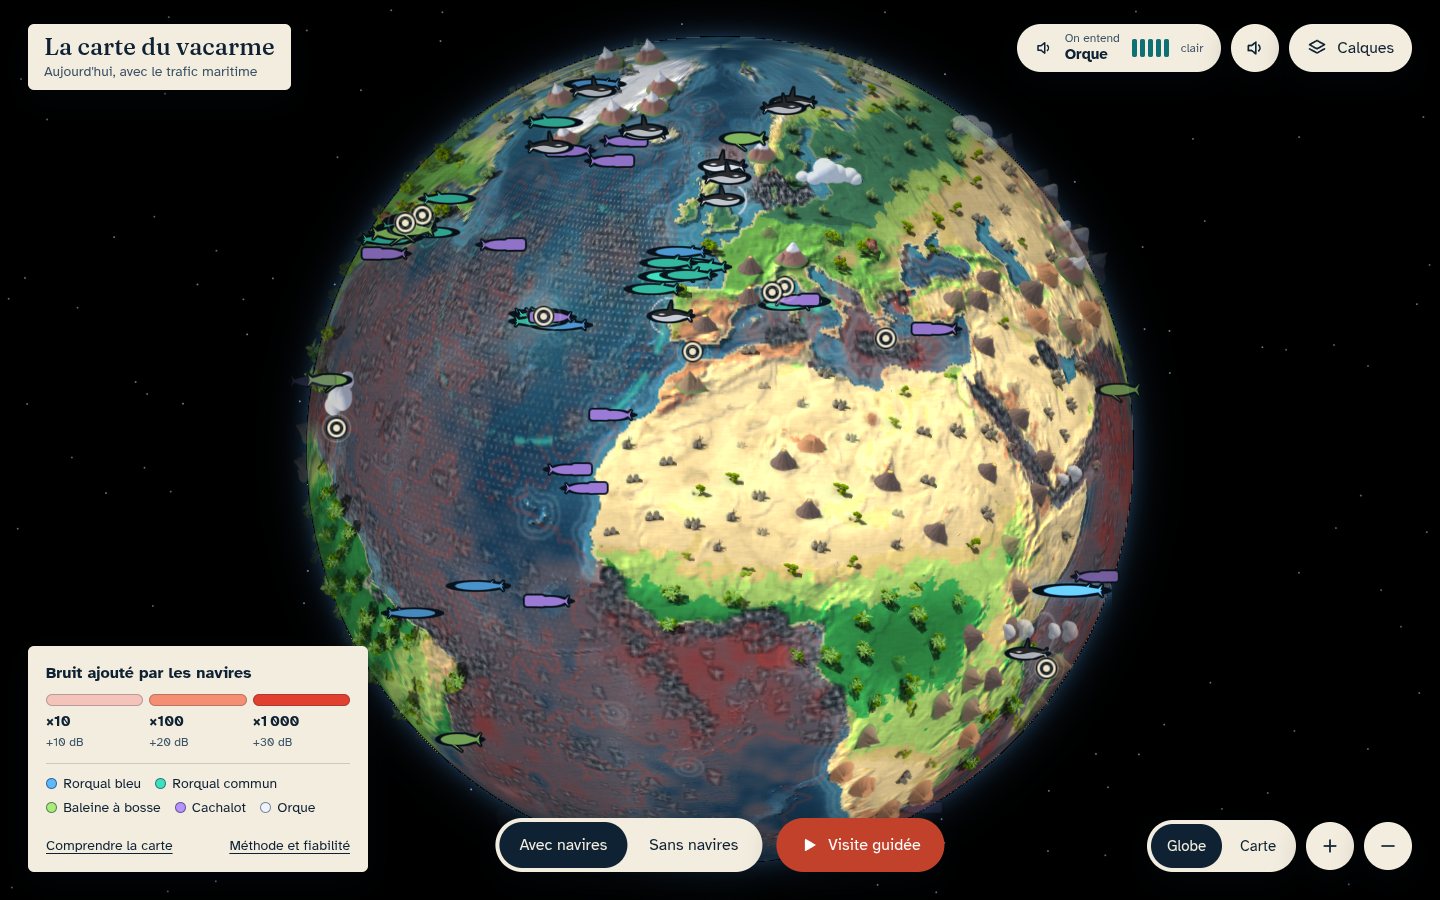 La carte du vacarme
Aujourd'hui, avec le trafic maritime
On entend
Orque
clair
Calques
Bruit ajouté par les navires
×10
×100
×1 000
+10 dB
+20 dB
+30 dB
Rorqual bleu
Rorqual commun
Baleine à bosse
Cachalot
Orque
Comprendre la carte
Méthode et fiabilité
Avec navires
Sans navires
Visite guidée
Globe
Carte